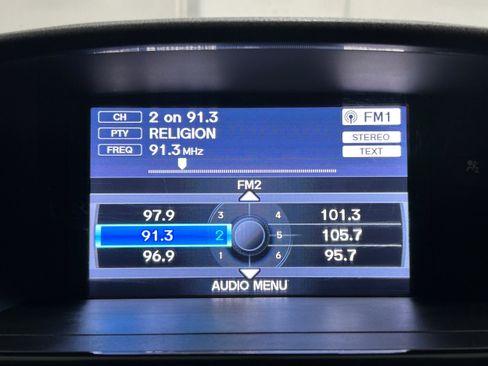 CH 2 on 91.3 FM1
PTY RELIGION STEREO
FREQ 91.3 MHz TEXT
FM2
97.9 3 4 101.3
91.3 2 5 105.7
96.9 1 6 95.7
AUDIO MENU